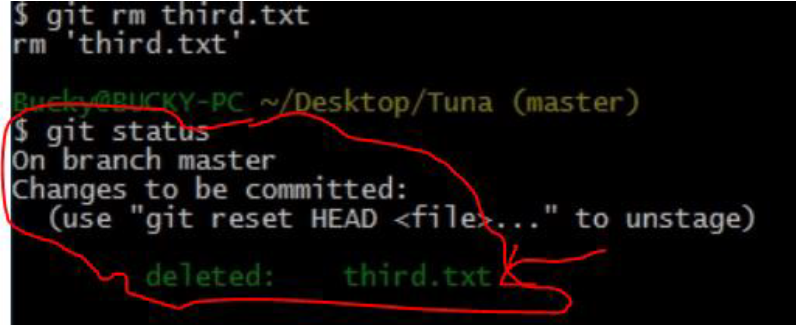 $ git rm third.txt
rm 'third.txt'
Bucky@BUCKY-PC ~/Desktop/Tuna (master)
$ git status
On branch master
Changes to be committed:
(use "git reset HEAD <file>..." to unstage)
deleted: third.txt